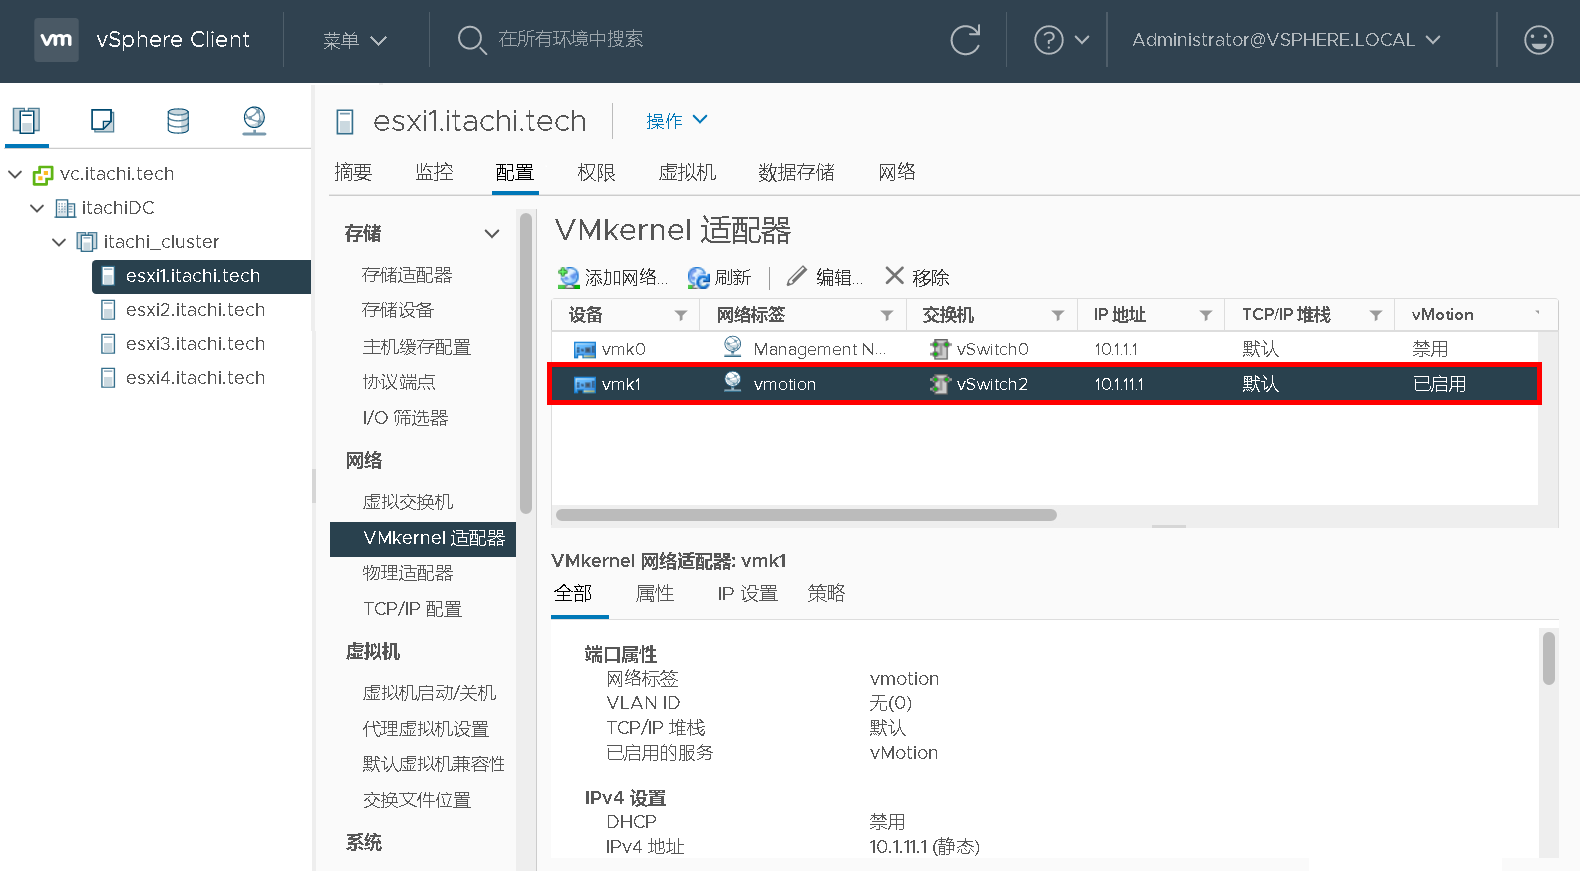 vm vSphere Client 菜单 在所有环境中搜索 ? Administrator@VSPHERE.LOCAL
vc.itachi.tech
itachiDC
itachi_cluster
esxi1.itachi.tech
esxi2.itachi.tech
esxi3.itachi.tech
esxi4.itachi.tech
esxi1.itachi.tech 操作
摘要 监控 配置 权限 虚拟机 数据存储 网络
存储
存储适配器
存储设备
主机缓存配置
协议端点
I/O 筛选器
网络
虚拟交换机
VMkernel 适配器
物理适配器
TCP/IP 配置
虚拟机
虚拟机启动/关机
代理虚拟机设置
默认虚拟机兼容性
交换文件位置
系统
VMkernel 适配器
添加网络... 刷新 编辑... 移除
设备 网络标签 交换机 IP 地址 TCP/IP 堆栈 vMotion
vmk0 Management N... vSwitch0 10.1.1.1 默认 禁用
vmk1 vmotion vSwitch2 10.1.11.1 默认 已启用
VMkernel 网络适配器: vmk1
全部 属性 IP 设置 策略
端口属性
网络标签 vmotion
VLAN ID 无(0)
TCP/IP 堆栈 默认
已启用的服务 vMotion
IPv4 设置
DHCP 禁用
IPv4 地址 10.1.11.1 (静态)